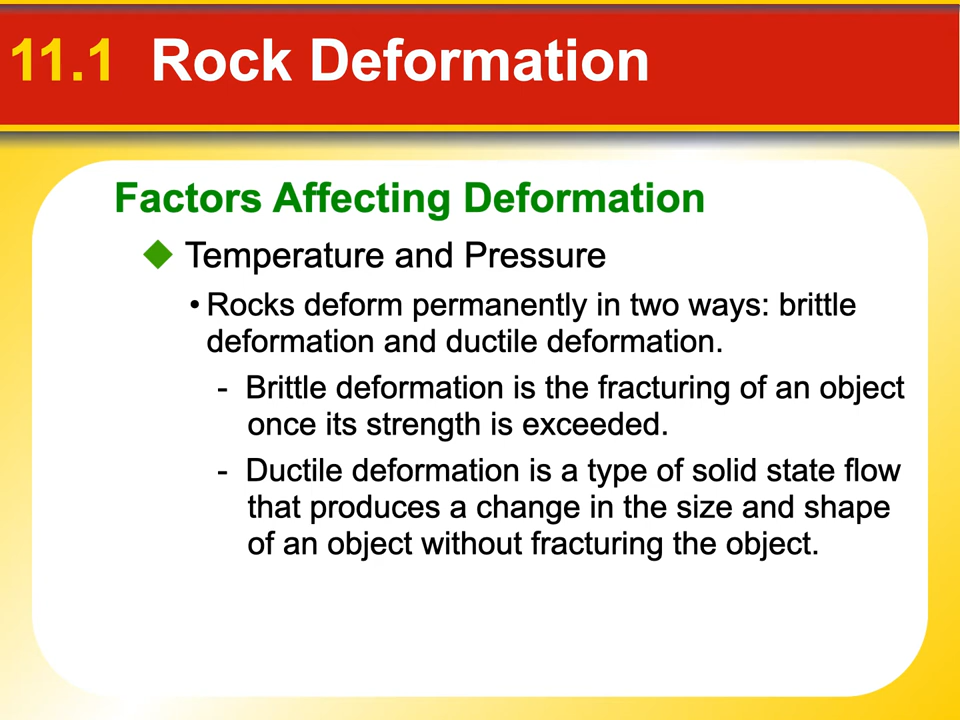 11.1 Rock Deformation
Factors Affecting Deformation
◆ Temperature and Pressure
• Rocks deform permanently in two ways: brittle
deformation and ductile deformation.
- Brittle deformation is the fracturing of an object
once its strength is exceeded.
- Ductile deformation is a type of solid state flow
that produces a change in the size and shape
of an object without fracturing the object.